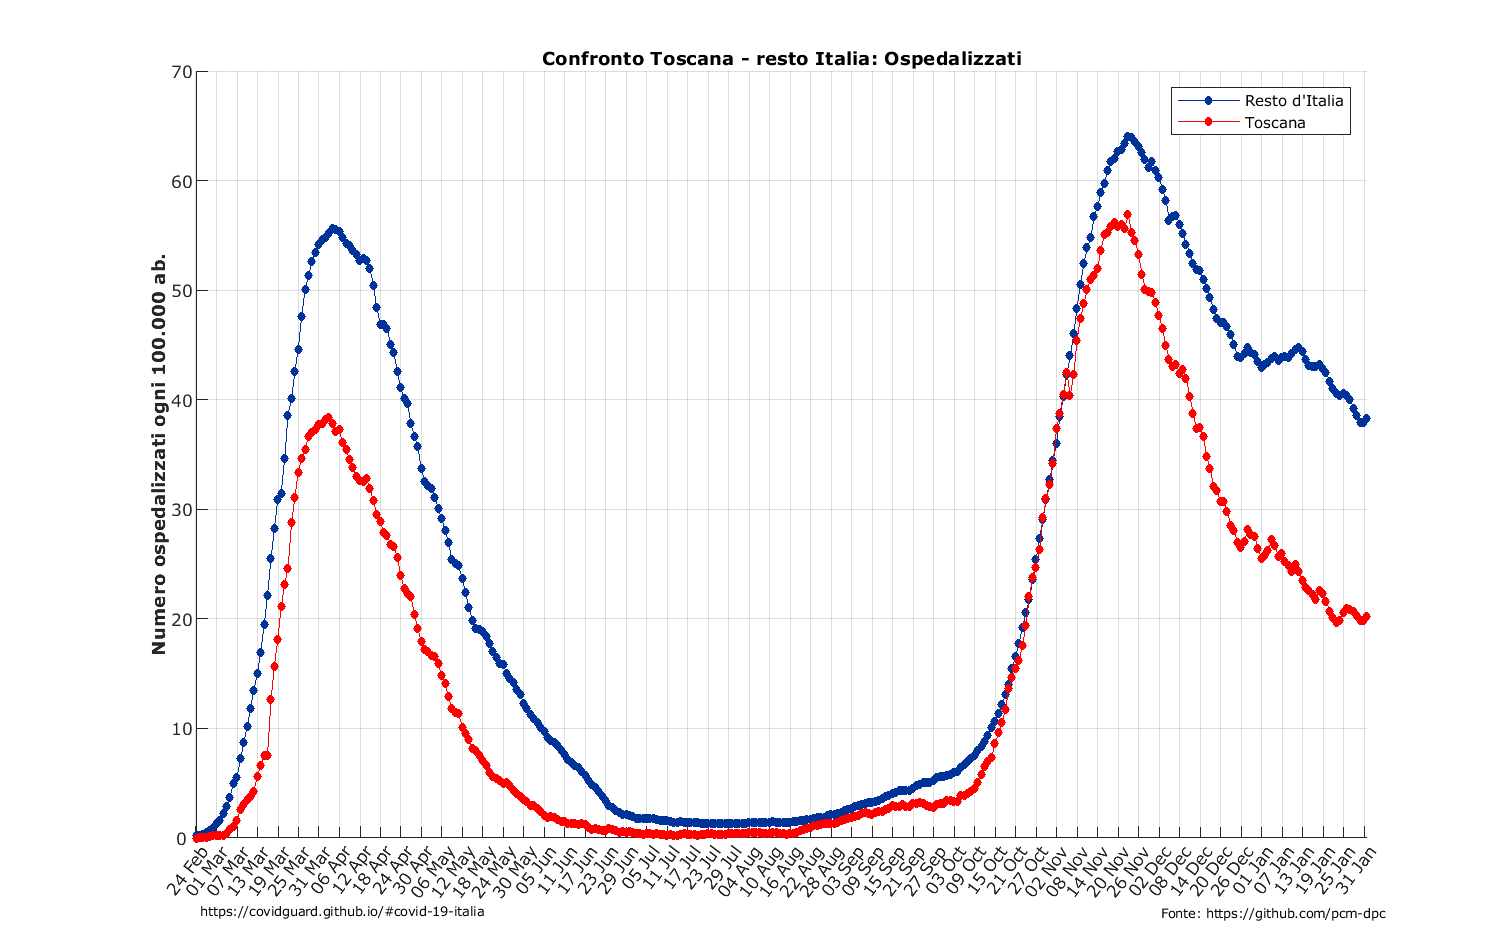 Confronto Toscana - resto Italia: Ospedalizzati
Resto d'Italia
Toscana
Numero ospedalizzati ogni 100.000 ab.
70
60
50
40
30
20
10
0
24 Feb
01 Mar
07 Mar
13 Mar
19 Mar
25 Mar
31 Mar
06 Apr
12 Apr
18 Apr
24 Apr
30 Apr
06 May
12 May
18 May
24 May
30 May
05 Jun
11 Jun
17 Jun
23 Jun
29 Jun
05 Jul
11 Jul
17 Jul
23 Jul
29 Jul
04 Aug
10 Aug
16 Aug
22 Aug
28 Aug
03 Sep
09 Sep
15 Sep
21 Sep
27 Sep
03 Oct
09 Oct
15 Oct
21 Oct
27 Oct
02 Nov
08 Nov
14 Nov
20 Nov
26 Nov
02 Dec
08 Dec
14 Dec
20 Dec
26 Dec
01 Jan
07 Jan
13 Jan
19 Jan
25 Jan
31 Jan
https://covidguard.github.io/#covid-19-italia
Fonte: https://github.com/pcm-dpc